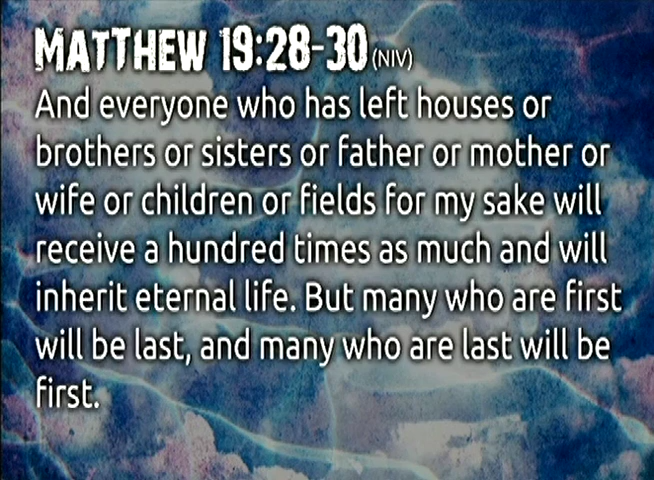 MATTHEW 19:28-30 (NIV)
And everyone who has left houses or
brothers or sisters or father or mother or
wife or children or fields for my sake will
receive a hundred times as much and will
inherit eternal life. But many who are first
will be last, and many who are last will be
first.